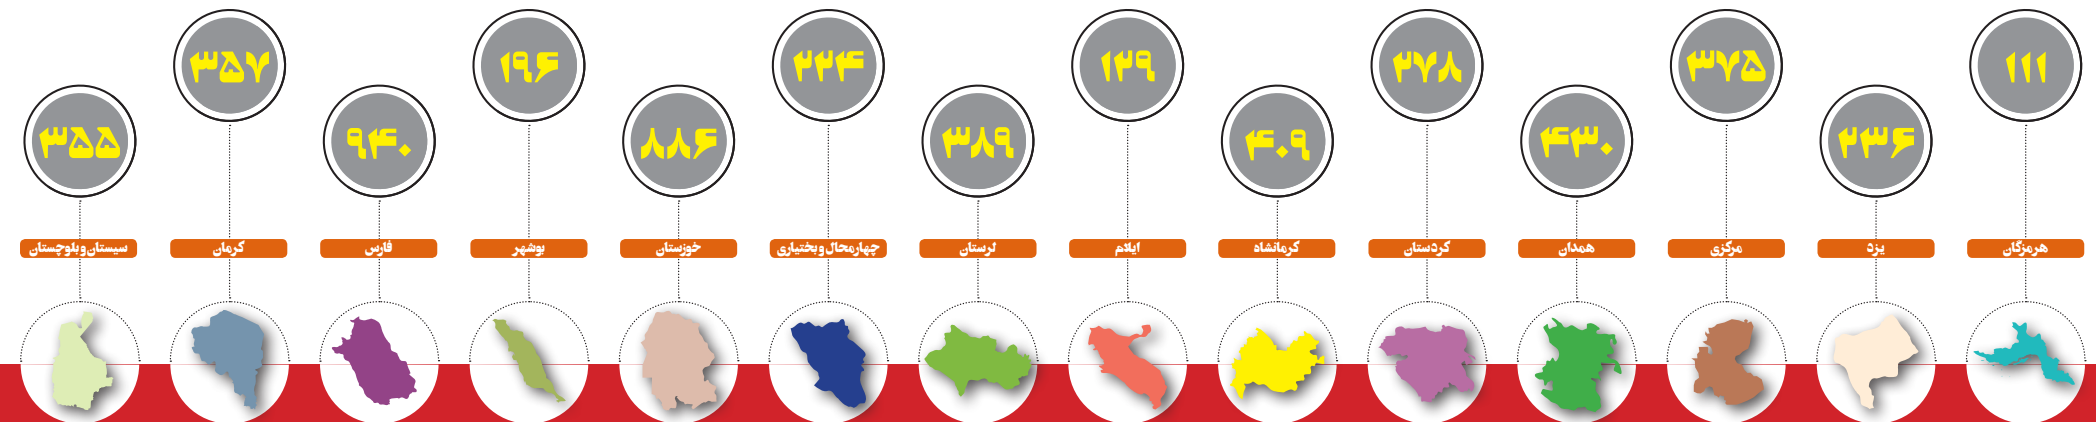 ۱۱۱
هرمزگان
۲۳۶
یزد
۳۷۵
مرکزی
۴۳۰
همدان
۲۷۸
کردستان
۴۰۹
کرمانشاه
۱۲۹
ایلام
۳۸۹
لرستان
۲۲۴
چهارمحال و بختیاری
۸۸۶
خوزستان
۱۹۶
بوشهر
۹۴۰
فارس
۳۵۷
کرمان
۳۵۵
سیستان و بلوچستان